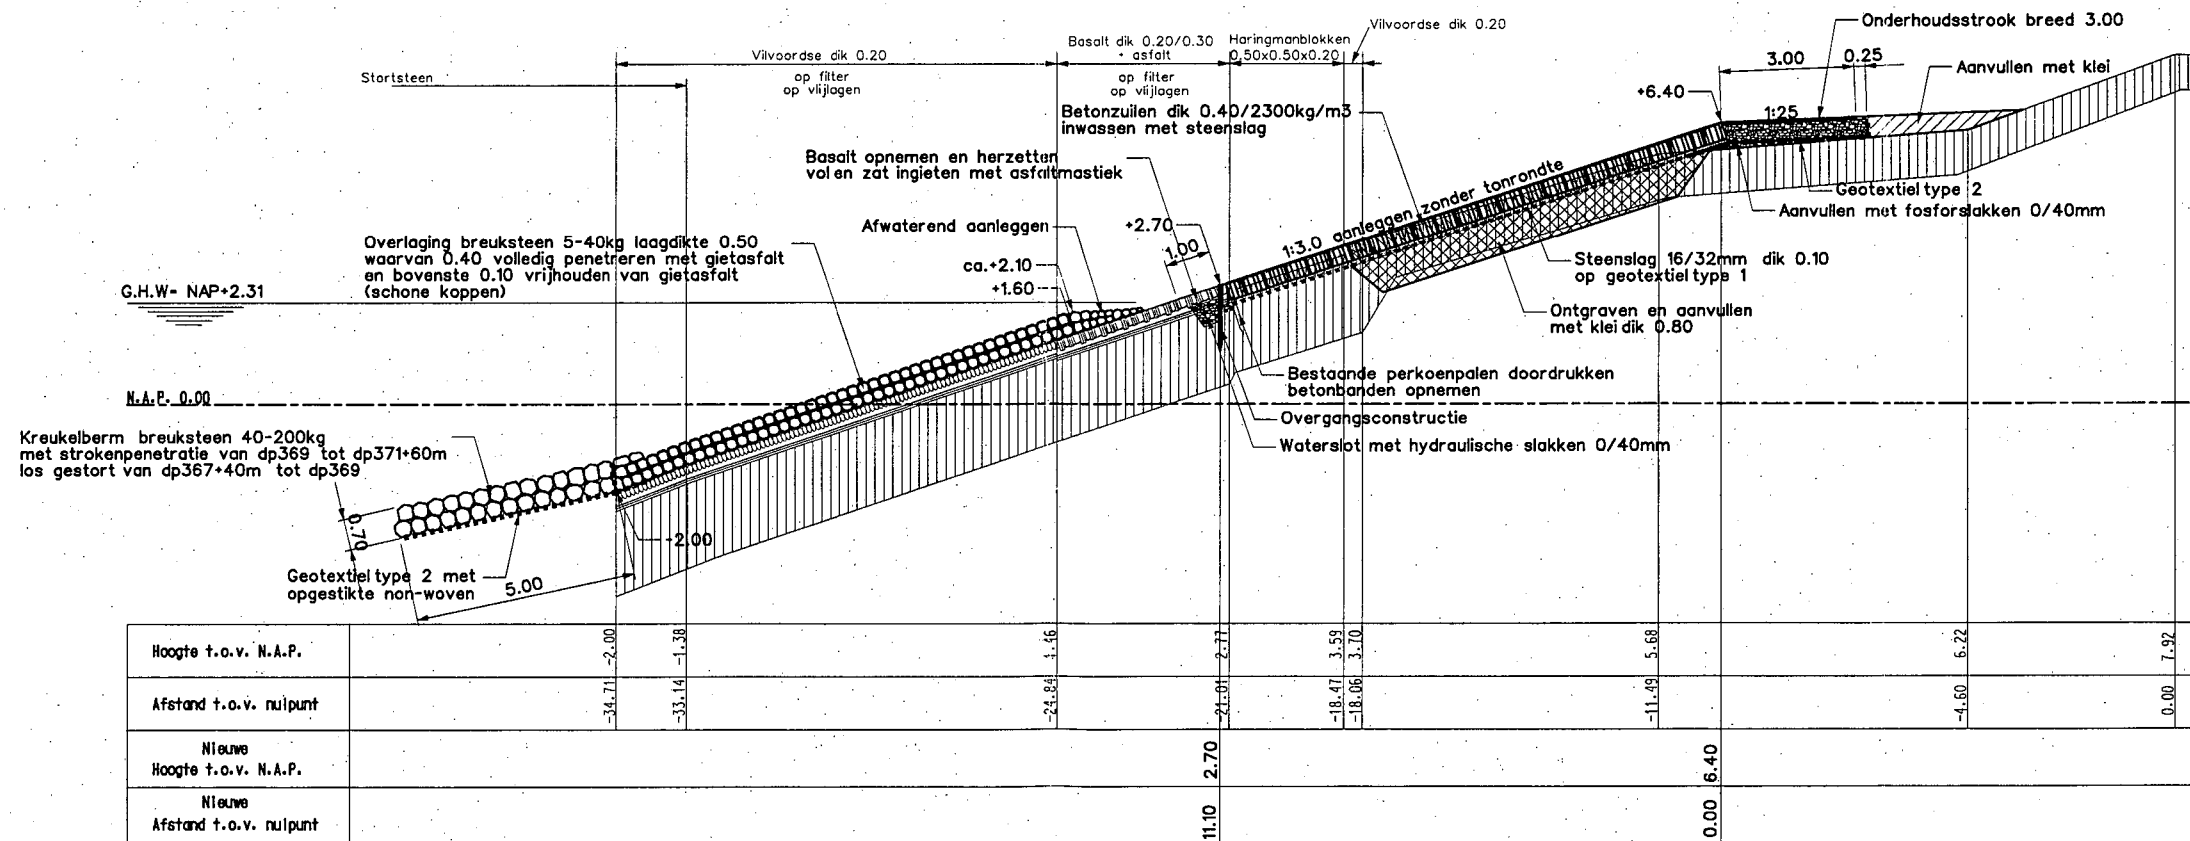 Onderhoudsstrook breed 3.00
Vilvoordse dik 0.20
Basalt dik 0.20/0.30
+ asfalt
Haringmanblokken
0,50x0.50x0.20
Vilvoordse dik 0.20
3.00
0.25
Aanvullen met klei
Stortsteen
op filter
op vlijlagen
op filter
op vlijlagen
+6.40
1:25
Betonzuilen dik 0.40/2300kg/m3
inwassen met steenslag
Basalt opnemen en herzetten
vol en zat ingieten met asfaltmastiek
1:3.0 aanleggen zonder tonrondte
Geotextiel type 2
Aanvullen met fosforslakken 0/40mm
Afwaterend aanleggen
+2.70
1.00
Overlaging breuksteen 5-40kg laagdikte 0.50
waarvan 0.40 volledig penetreren met gietasfalt
en bovenste 0.10 vrijhouden van gietasfalt
(schone koppen)
ca.+2.10
+1.60
Steenslag 16/32mm dik 0.10
op geotextiel type 1
G.H.W= NAP+2.31
Ontgraven en aanvullen
met klei dik 0.80
Bestaande perkoenpalen doordrukken
betonbanden opnemen
N.A.P. 0.00
Overgangsconstructie
Waterslot met hydraulische slakken 0/40mm
Kreukelberm breuksteen 40-200kg
met strokenpenetratie van dp369 tot dp371+60m
los gestort van dp367+40m tot dp369
0.70
-2.00
Geotextiel type 2 met
opgestikte non-woven
5.00
Hoogte t.o.v. N.A.P. -2.00 -1.38 1.46 2.77 3.59 3.70 5.68 6.22 7.92
Afstand t.o.v. nulpunt -34.71 -33.14 -24.84 -21.01 -18.47 -18.06 -11.49 -4.60 0.00
Nieuwe
Hoogte t.o.v. N.A.P. 2.70 6.40
Nieuwe
Afstand t.o.v. nulpunt 11.10 0.00